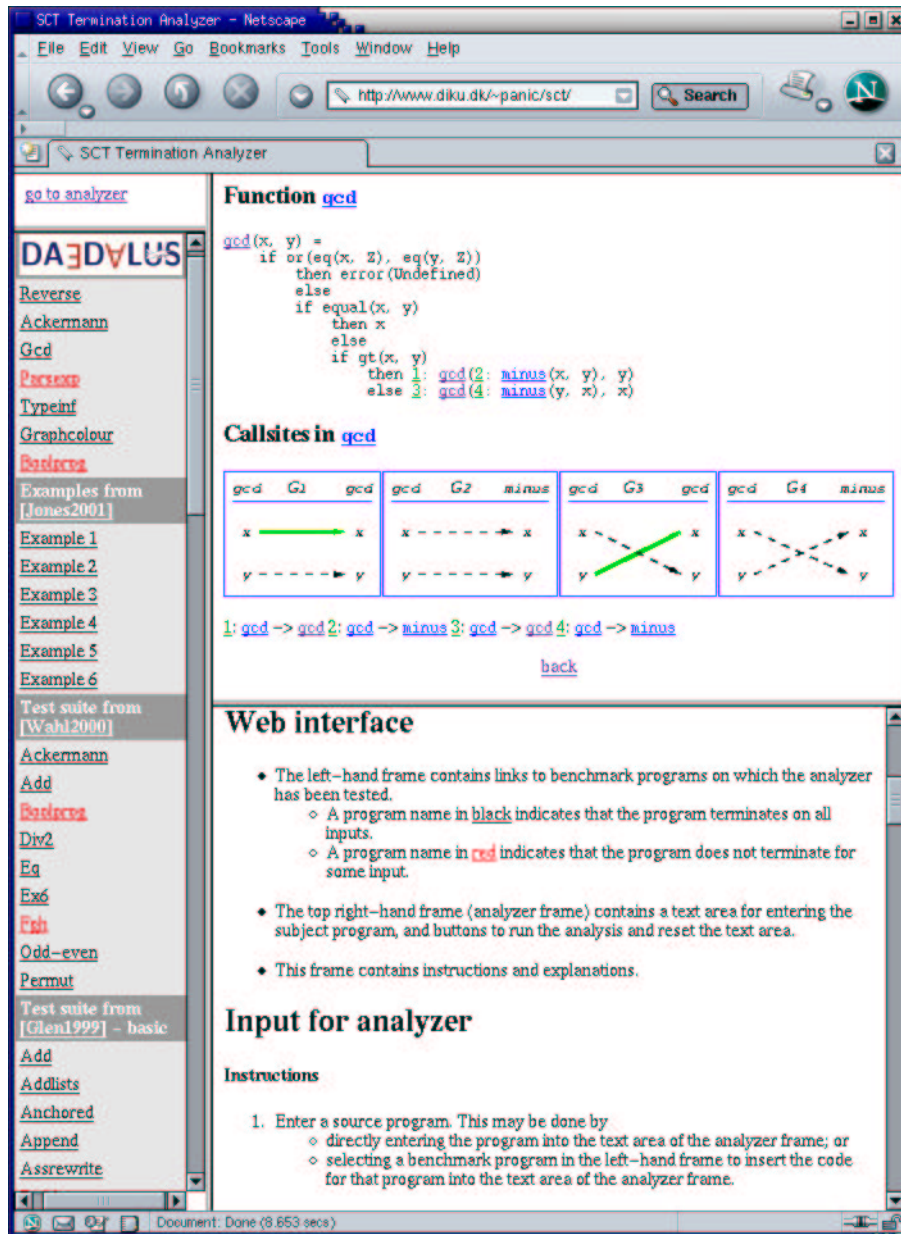 SCT Termination Analyzer - Netscape
File Edit View Go Bookmarks Tools Window Help
http://www.diku.dk/~panic/sct/ Search N
SCT Termination Analyzer
go to analyzer
DAEDALUS
Reverse
Ackermann
Gcd
Parsexp
Typeinf
Graphcolour
Boolprog
Examples from
[Jones2001]
Example 1
Example 2
Example 3
Example 4
Example 5
Example 6
Test suite from
[Wahl2000]
Ackermann
Add
Boolprog
Div2
Eq
Ex6
Fgh
Odd-even
Permut
Test suite from
[Glen1999] - basic
Add
Addlists
Anchored
Append
Assrewrite
Function gcd
gcd(x, y) =
if or(eq(x, Z), eq(y, Z))
then error(Undefined)
else
if equal(x, y)
then x
else
if gt(x, y)
then 1: gcd(2: minus(x, y), y)
else 3: gcd(4: minus(y, x), x)
Callsites in gcd
gcd G1 gcd gcd G2 minus gcd G3 gcd gcd G4 minus
x x x x x x x x
y y y y y y y y
1: gcd -> gcd 2: gcd -> minus 3: gcd -> gcd 4: gcd -> minus
back
Web interface
• The left-hand frame contains links to benchmark programs on which the analyzer
has been tested.
◦ A program name in black indicates that the program terminates on all
inputs.
◦ A program name in red indicates that the program does not terminate for
some input.
• The top right-hand frame (analyzer frame) contains a text area for entering the
subject program, and buttons to run the analysis and reset the text area.
• This frame contains instructions and explanations.
Input for analyzer
Instructions
1. Enter a source program. This may be done by
◦ directly entering the program into the text area of the analyzer frame; or
◦ selecting a benchmark program in the left-hand frame to insert the code
for that program into the text area of the analyzer frame.
Document: Done (8.653 secs)